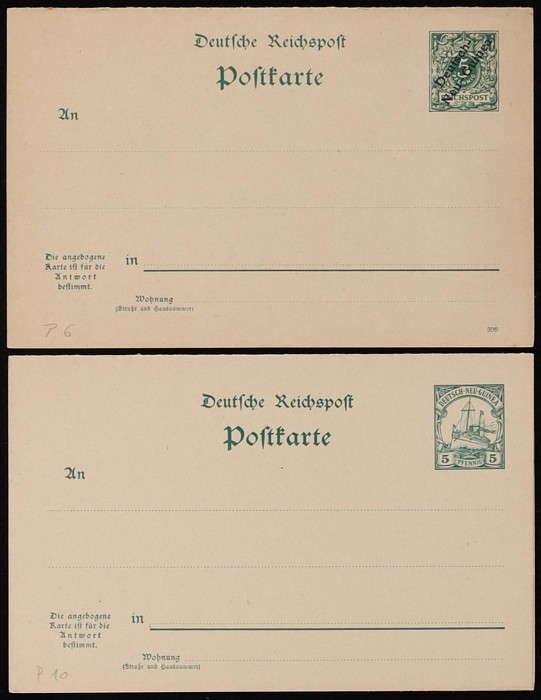 Deutsche Reichspost
Postkarte
5
Deutsch-
Neu-Guinea
REICHSPOST
An
Die angebogene
Karte ist für die
Antwort
bestimmt.
in
Wohnung
(Straße und Hausnummer)
P 6
Deutsche Reichspost
Postkarte
DEUTSCH-NEU-GUINEA
5 PFENNIG 5
An
Die angebogene
Karte ist für die
Antwort
bestimmt.
in
Wohnung
(Straße und Hausnummer)
P 10